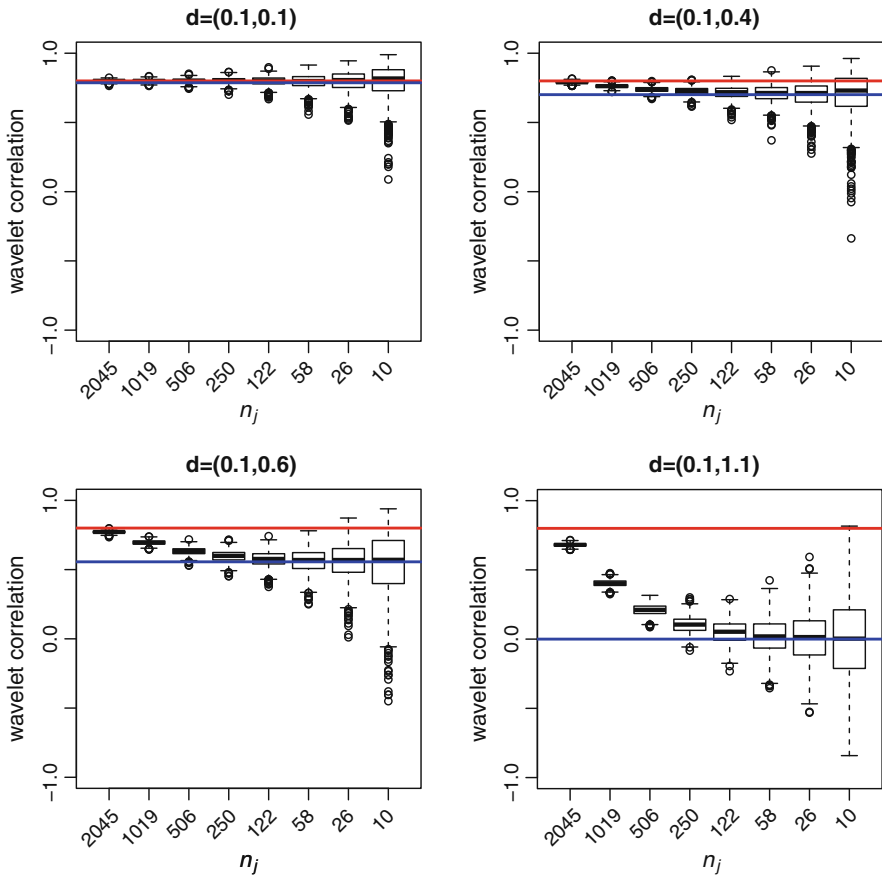 d=(0.1,0.1)
wavelet correlation
1.0
0.0
-1.0
2045 1019 506 250 122 58 26 10
n_j
d=(0.1,0.4)
wavelet correlation
1.0
0.0
-1.0
2045 1019 506 250 122 58 26 10
n_j
d=(0.1,0.6)
wavelet correlation
1.0
0.0
-1.0
2045 1019 506 250 122 58 26 10
n_j
d=(0.1,1.1)
wavelet correlation
1.0
0.0
-1.0
2045 1019 506 250 122 58 26 10
n_j